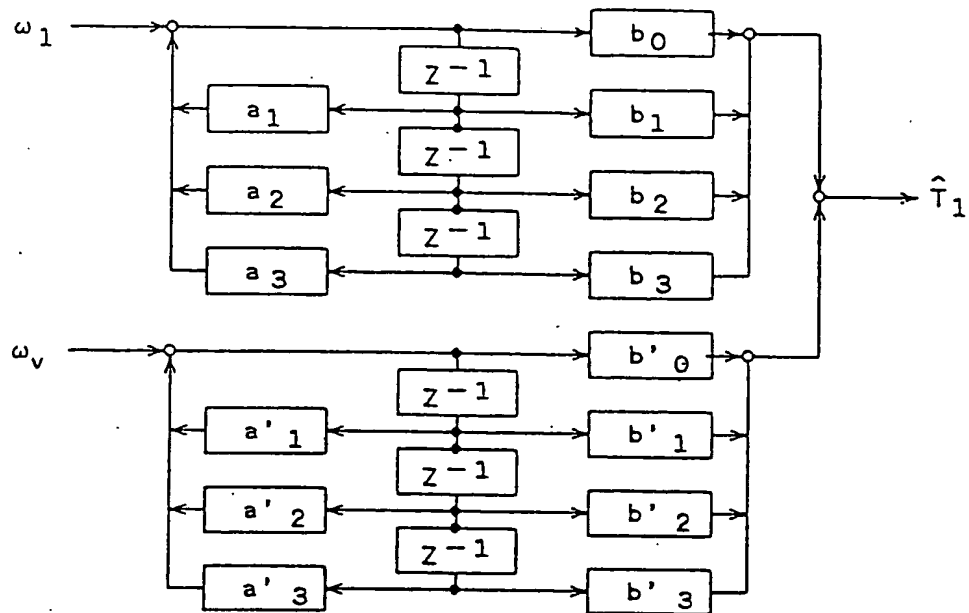 ω1 b0
z-1
a1 b1
z-1
a2 b2 T̂1
z-1
a3 b3
ωv b'0
z-1
a'1 b'1
z-1
a'2 b'2
z-1
a'3 b'3